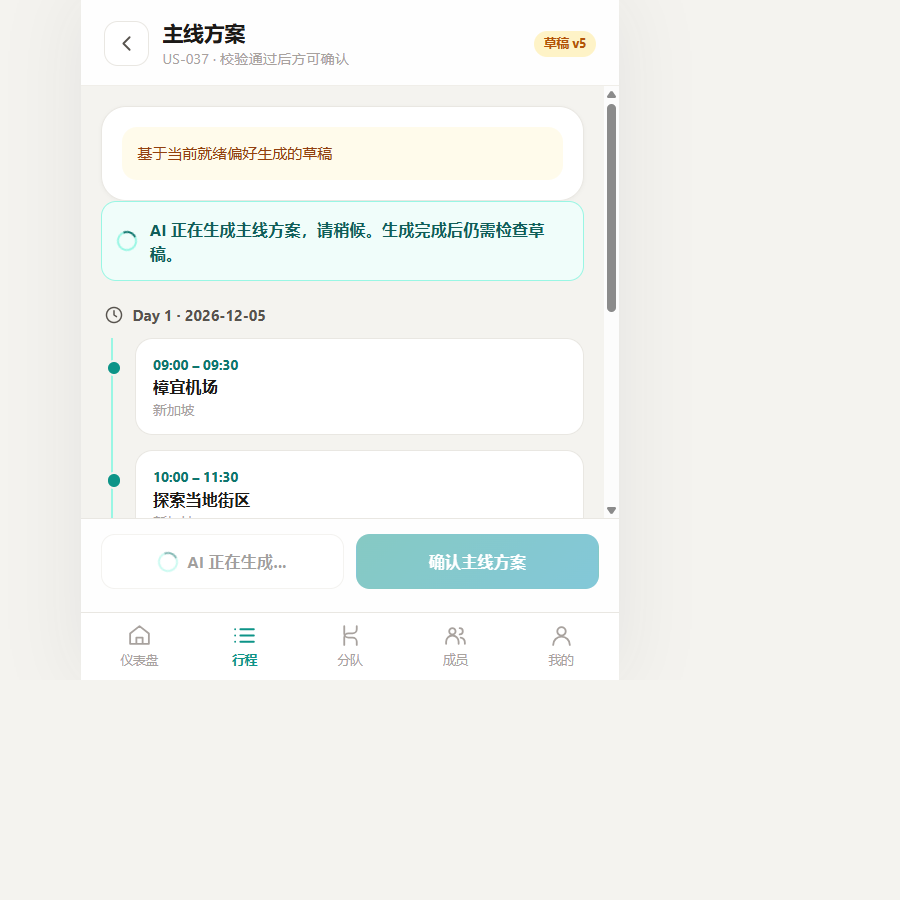 主线方案
US-037 · 校验通过后方可确认
草稿 v5
基于当前就绪偏好生成的草稿
AI 正在生成主线方案，请稍候。生成完成后仍需检查草
稿。
Day 1 · 2026-12-05
09:00 – 09:30
樟宜机场
新加坡
10:00 – 11:30
探索当地街区
AI 正在生成...
确认主线方案
仪表盘
行程
分队
成员
我的